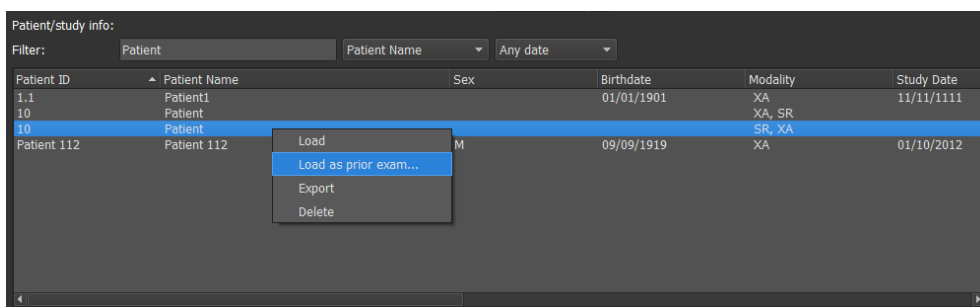 Patient/study info:
Filter: Patient Patient Name Any date
Patient ID Patient Name Sex Birthdate Modality Study Date
1.1 Patient1 01/01/1901 XA 11/11/1111
10 Patient XA, SR
10 Patient SR, XA
Patient 112 Patient 112 M 09/09/1919 XA 01/10/2012
Load
Load as prior exam...
Export
Delete